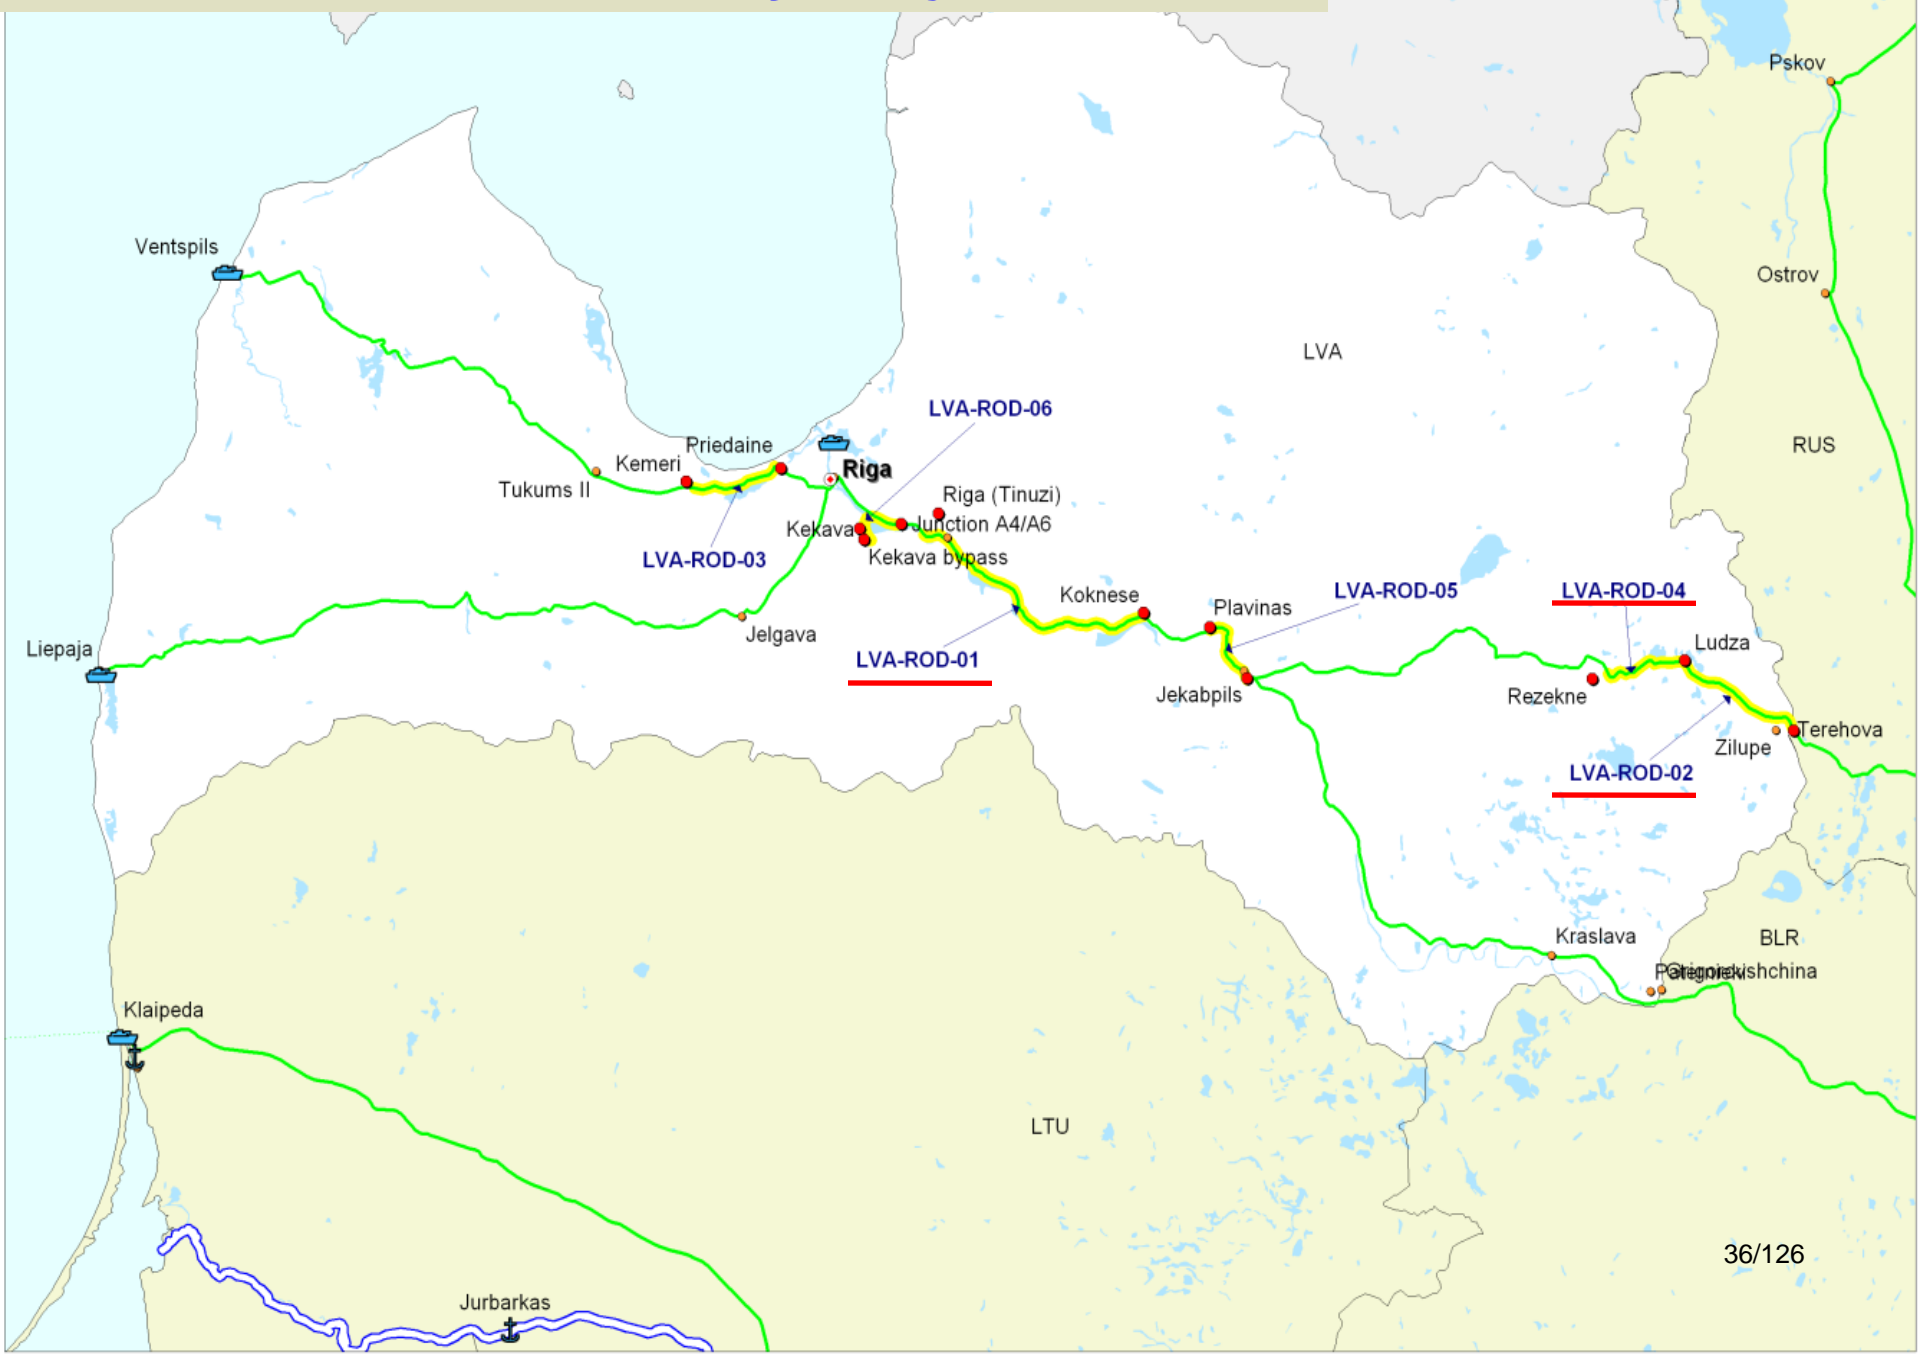 Pskov
Ventspils
Ostrov
LVA
LVA-ROD-06
RUS
Priedaine
Kemeri
Riga
Tukums II
Riga (Tinuzi)
Junction A4/A6
Kekava
Kekava bypass
LVA-ROD-03
Koknese
Plavinas
LVA-ROD-05
LVA-ROD-04
Jelgava
Liepaja
LVA-ROD-01
Ludza
Jekabpils
Rezekne
Terehova
Zilupe
LVA-ROD-02
Kraslava
BLR
Klaipeda
LTU
36/126
Jurbarkas